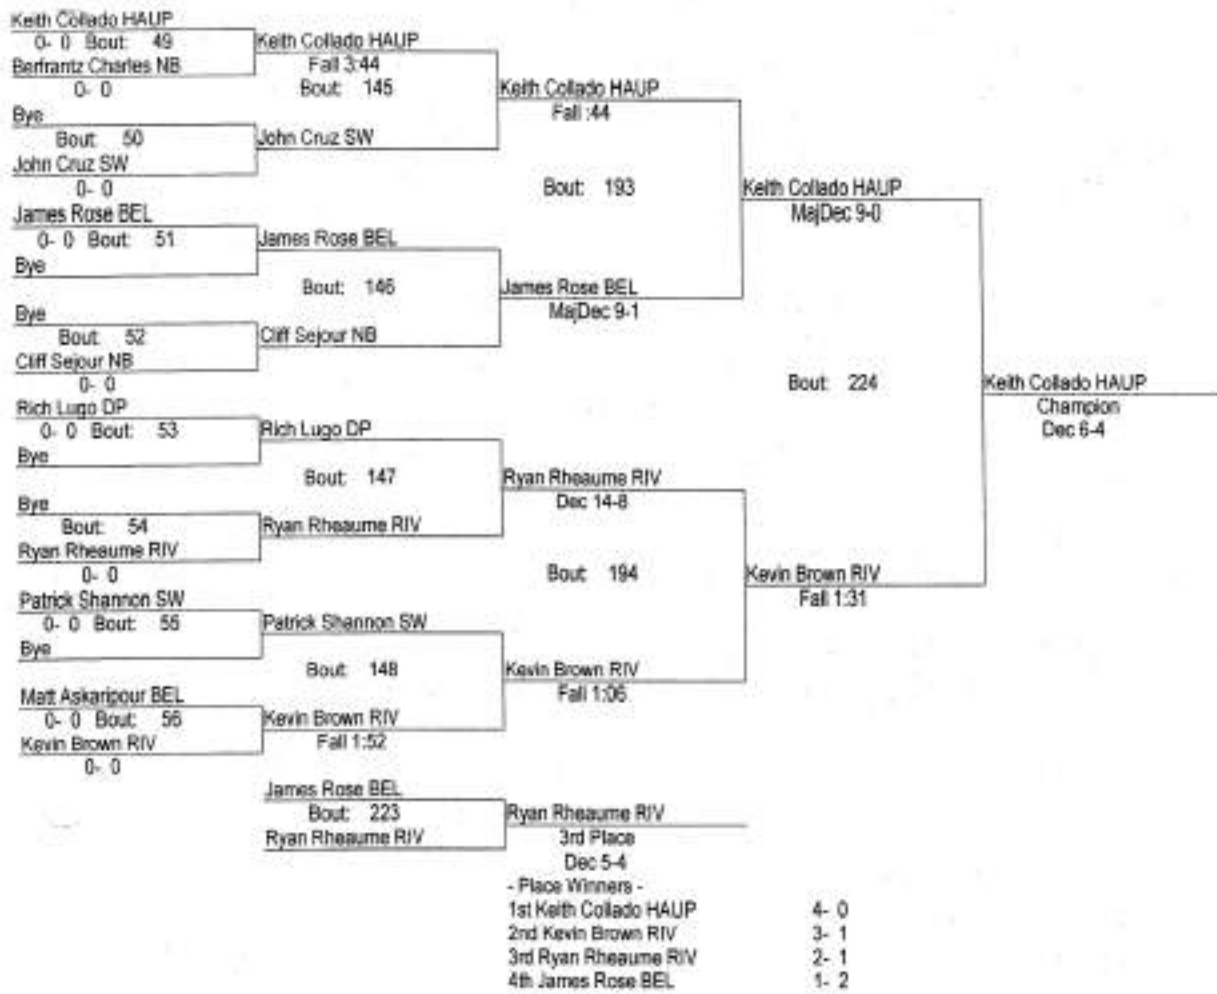 Keith Collado HAUP
0- 0 Bout: 49
Berfrantz Charles NB
0- 0
Bye
Bout: 50
John Cruz SW
0- 0
James Rose BEL
0- 0 Bout: 51
Bye
Bye
Bout: 52
Cliff Sejour NB
0- 0
Rich Lugo DP
0- 0 Bout: 53
Bye
Bye
Bout: 54
Ryan Rheaume RIV
0- 0
Patrick Shannon SW
0- 0 Bout: 55
Bye
Matt Askaripour BEL
0- 0 Bout: 56
Kevin Brown RIV
0- 0
Keith Collado HAUP
Fall 3:44
Bout: 145
John Cruz SW
James Rose BEL
Bout: 146
Cliff Sejour NB
Rich Lugo DP
Bout: 147
Ryan Rheaume RIV
Patrick Shannon SW
Bout: 148
Kevin Brown RIV
Fall 1:52
Keith Collado HAUP
Fall :44
Bout: 193
James Rose BEL
MajDec 9-1
Ryan Rheaume RIV
Dec 14-8
Bout: 194
Kevin Brown RIV
Fall 1:06
Keith Collado HAUP
MajDec 9-0
Bout: 224
Kevin Brown RIV
Fall 1:31
Keith Collado HAUP
Champion
Dec 6-4
James Rose BEL
Bout: 223
Ryan Rheaume RIV
Ryan Rheaume RIV
3rd Place
Dec 5-4
- Place Winners -
1st Keith Collado HAUP 4- 0
2nd Kevin Brown RIV 3- 1
3rd Ryan Rheaume RIV 2- 1
4th James Rose BEL 1- 2